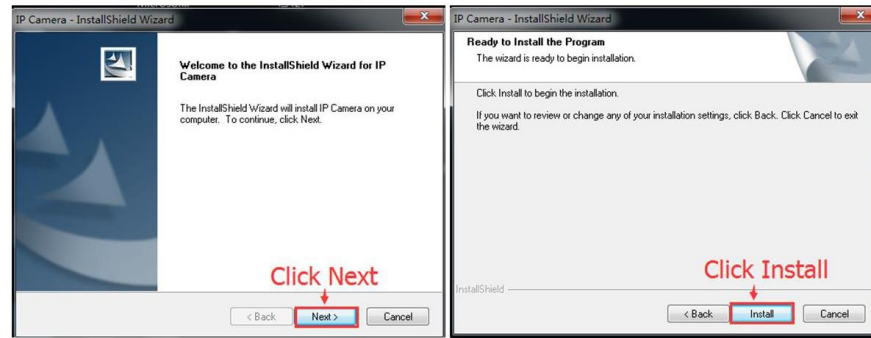 IP Camera - InstallShield Wizard
Welcome to the InstallShield Wizard for IP
Camera
The InstallShield Wizard will install IP Camera on your
computer. To continue, click Next.
Click Next
< Back
Next >
Cancel
IP Camera - InstallShield Wizard
Ready to Install the Program
The wizard is ready to begin installation.
Click Install to begin the installation.
If you want to review or change any of your installation settings, click Back. Click Cancel to exit
the wizard.
Click Install
InstallShield
< Back
Install
Cancel